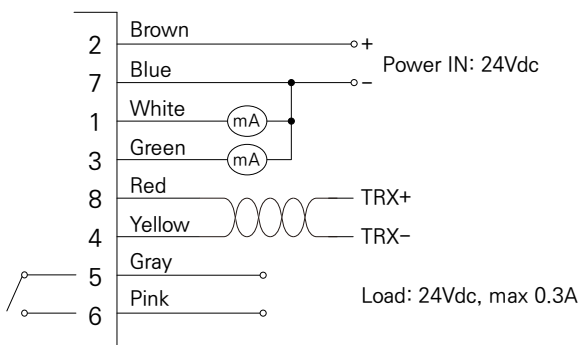 2 Brown +
7 Blue − Power IN: 24Vdc
1 White mA
3 Green mA
8 Red TRX+
4 Yellow TRX−
5 Gray
6 Pink Load: 24Vdc, max 0.3A